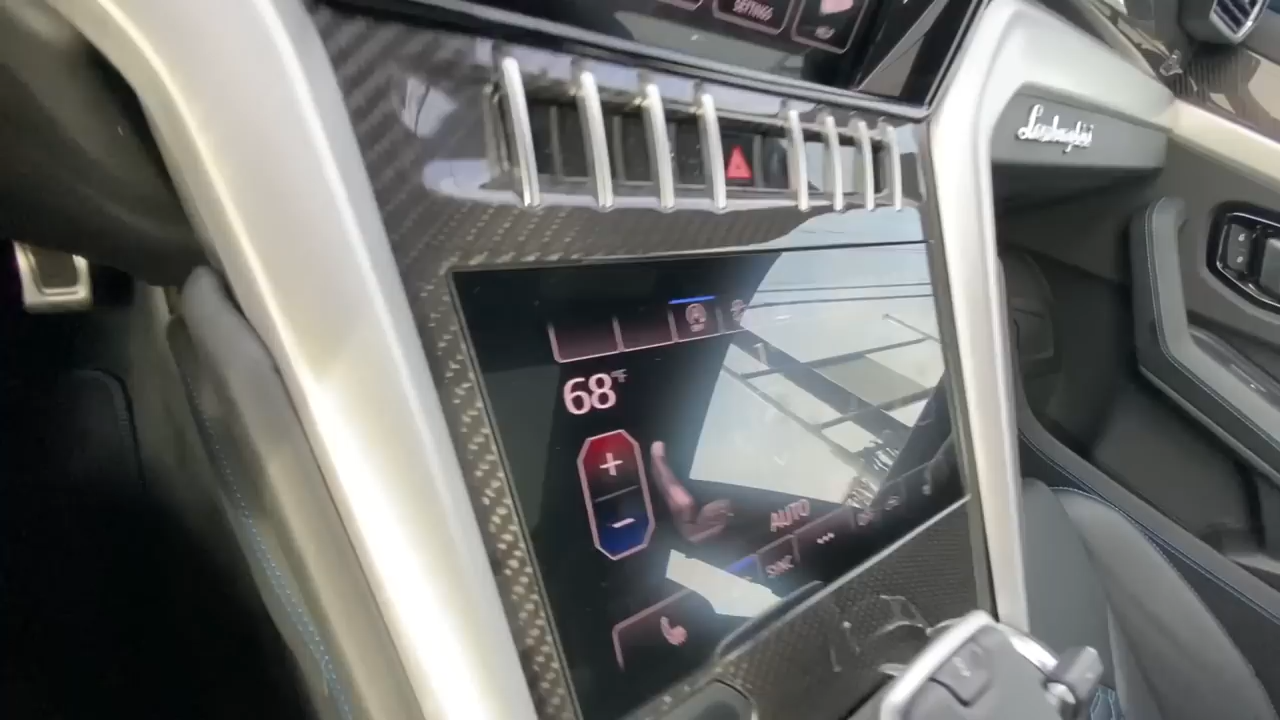 SETTINGS
Lamborghini
68°F
+
-
AUTO
SYNC
...